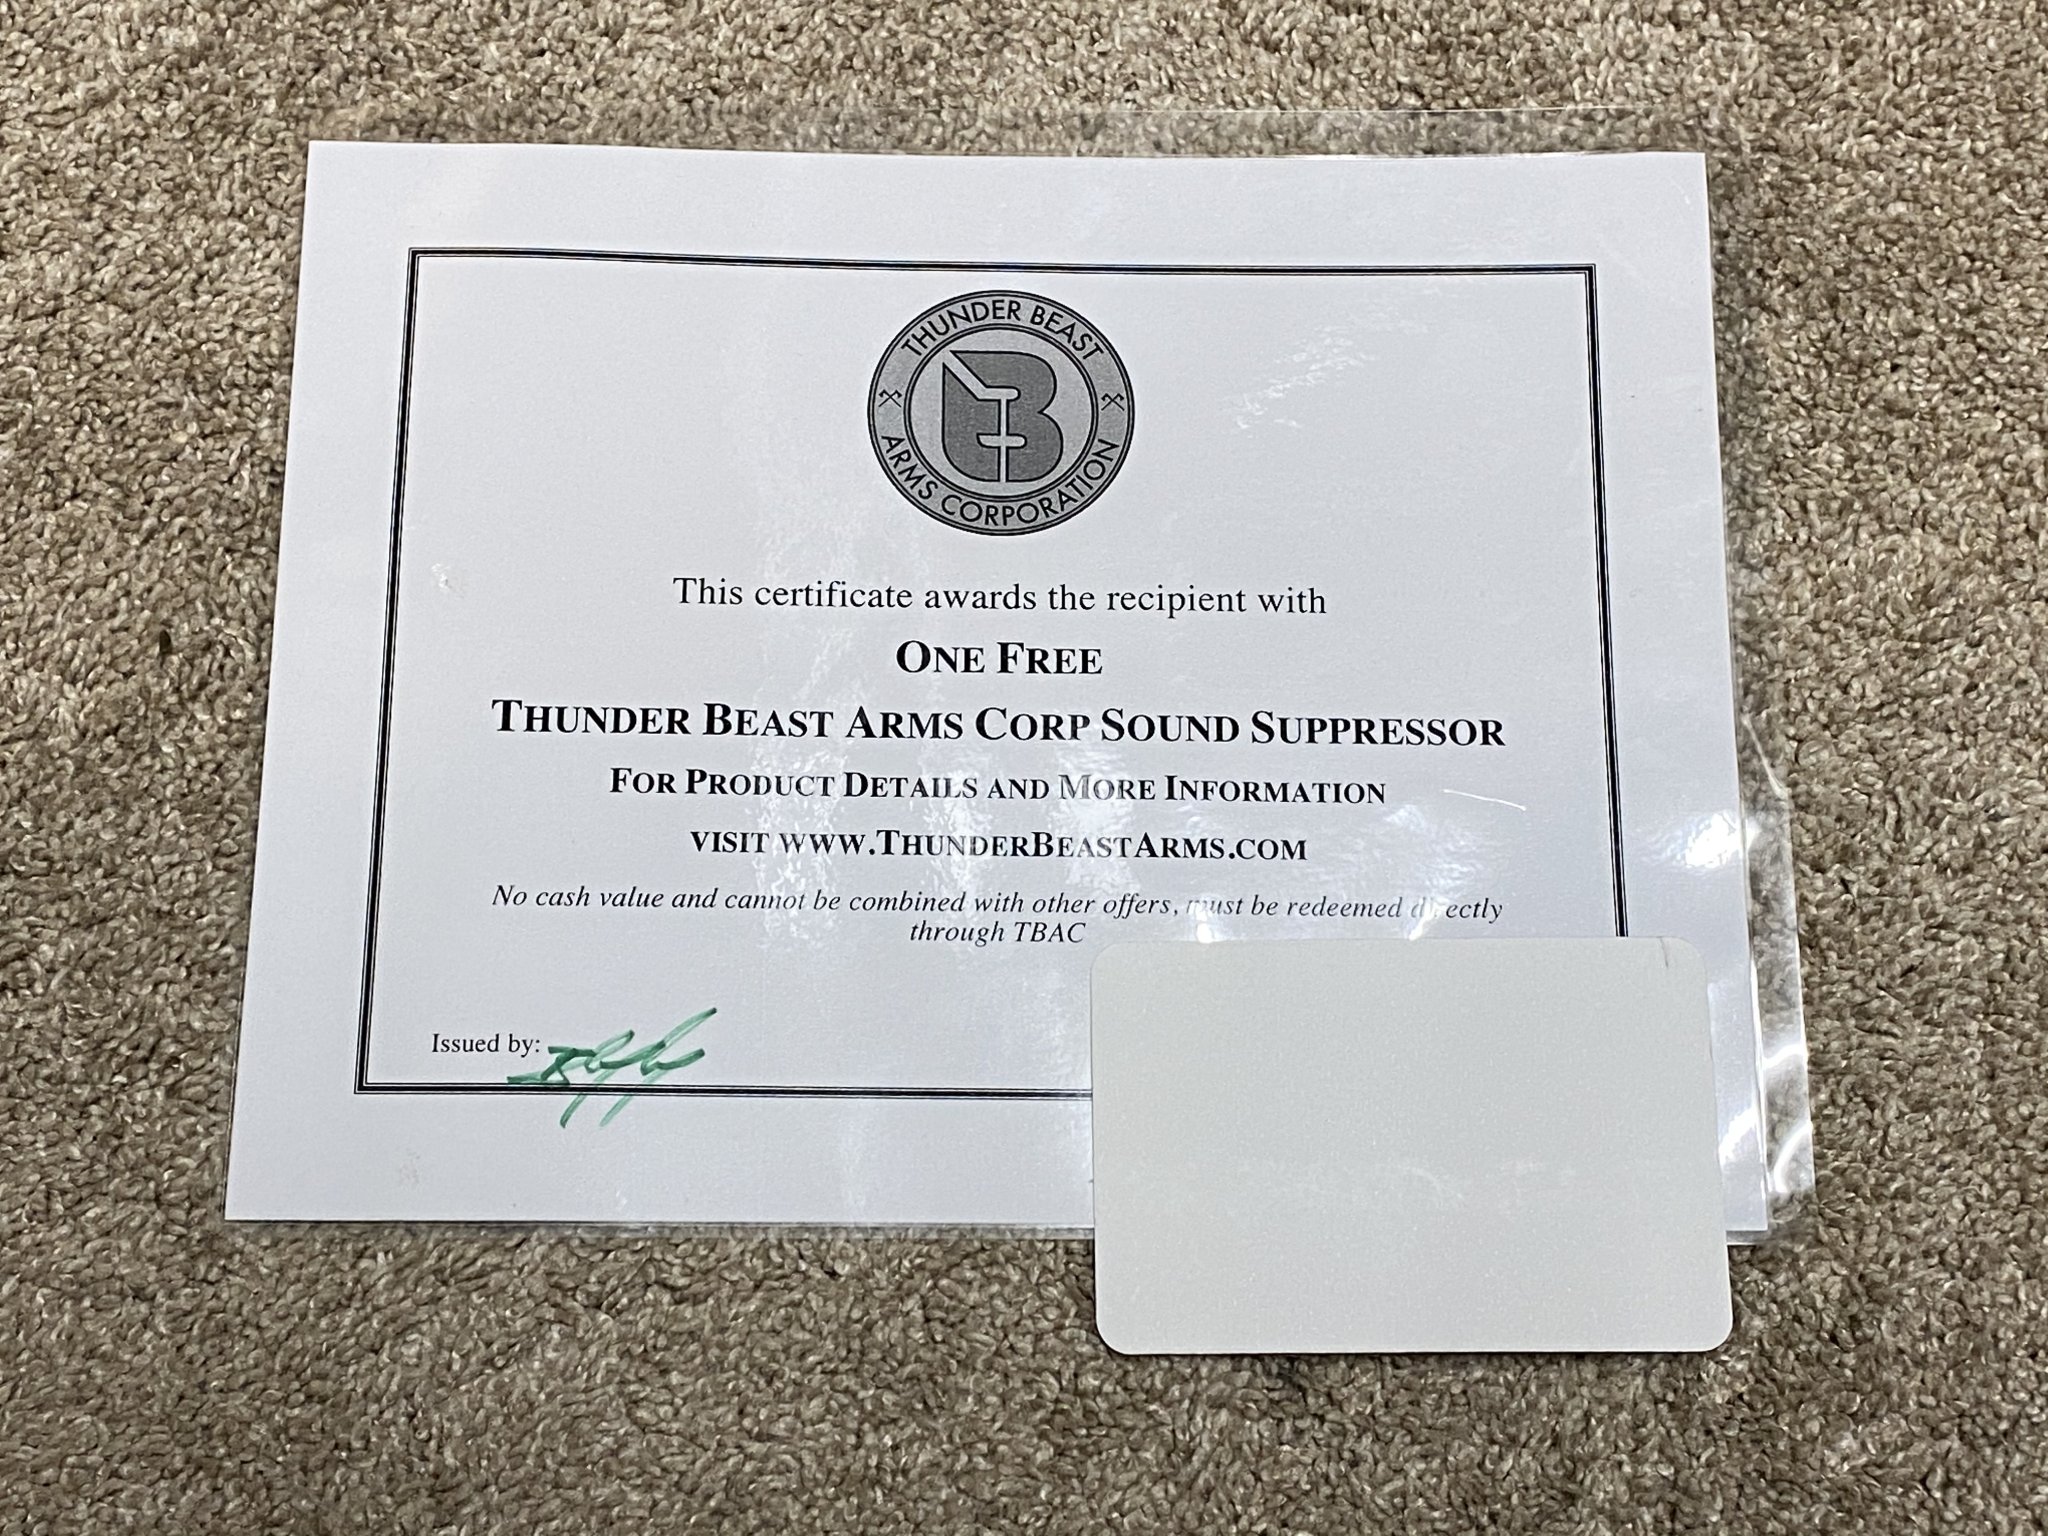 THUNDER BEAST
ARMS CORPORATION
This certificate awards the recipient with
ONE FREE
THUNDER BEAST ARMS CORP SOUND SUPPRESSOR
FOR PRODUCT DETAILS AND MORE INFORMATION
VISIT WWW.THUNDERBEASTARMS.COM
No cash value and cannot be combined with other offers, must be redeemed directly
through TBAC
Issued by: